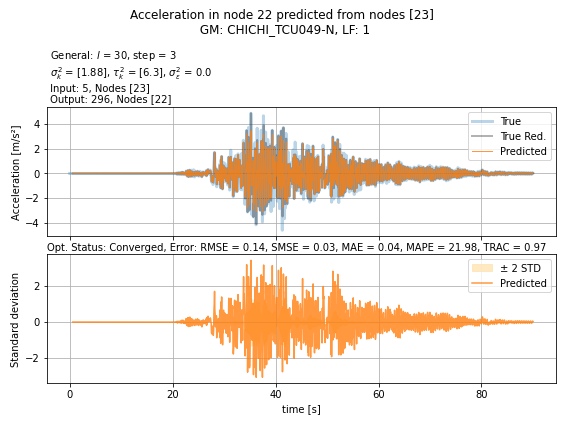 Acceleration in node 22 predicted from nodes [23]
GM: CHICHI_TCU049-N, LF: 1
General: l = 30, step = 3
σ²ₖ = [1.88], τ²ₖ = [6.3], σ²ε = 0.0
Input: 5, Nodes [23]
Output: 296, Nodes [22]
Acceleration [m/s²]
4
2
0
−2
−4
True
True Red.
Predicted
Opt. Status: Converged, Error: RMSE = 0.14, SMSE = 0.03, MAE = 0.04, MAPE = 21.98, TRAC = 0.97
Standard deviation
2
0
−2
± 2 STD
Predicted
0 20 40 60 80
time [s]